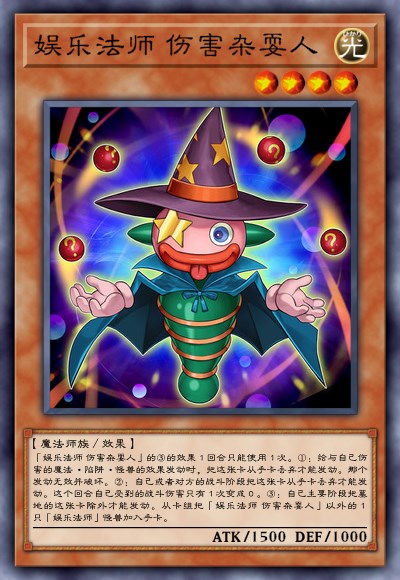 娱乐法师 伤害杂耍人
光
?
?
?
?
【魔法师族/效果】
「娱乐法师 伤害杂耍人」的③的效果1回合只能使用1次。①:给与自己伤
害的魔法·陷阱·怪兽的效果发动时,把这张卡从手卡丢弃才能发动。那个
发动无效并破坏。②:自己或者对方的战斗阶段把这张卡从手卡丢弃才能发
动。这个回合自己受到的战斗伤害只有1次变成0。③:自己主要阶段把墓
地的这张卡除外才能发动。从卡组把「娱乐法师 伤害杂耍人」以外的1
只「娱乐法师」怪兽加入手卡。
ATK/1500 DEF/1000